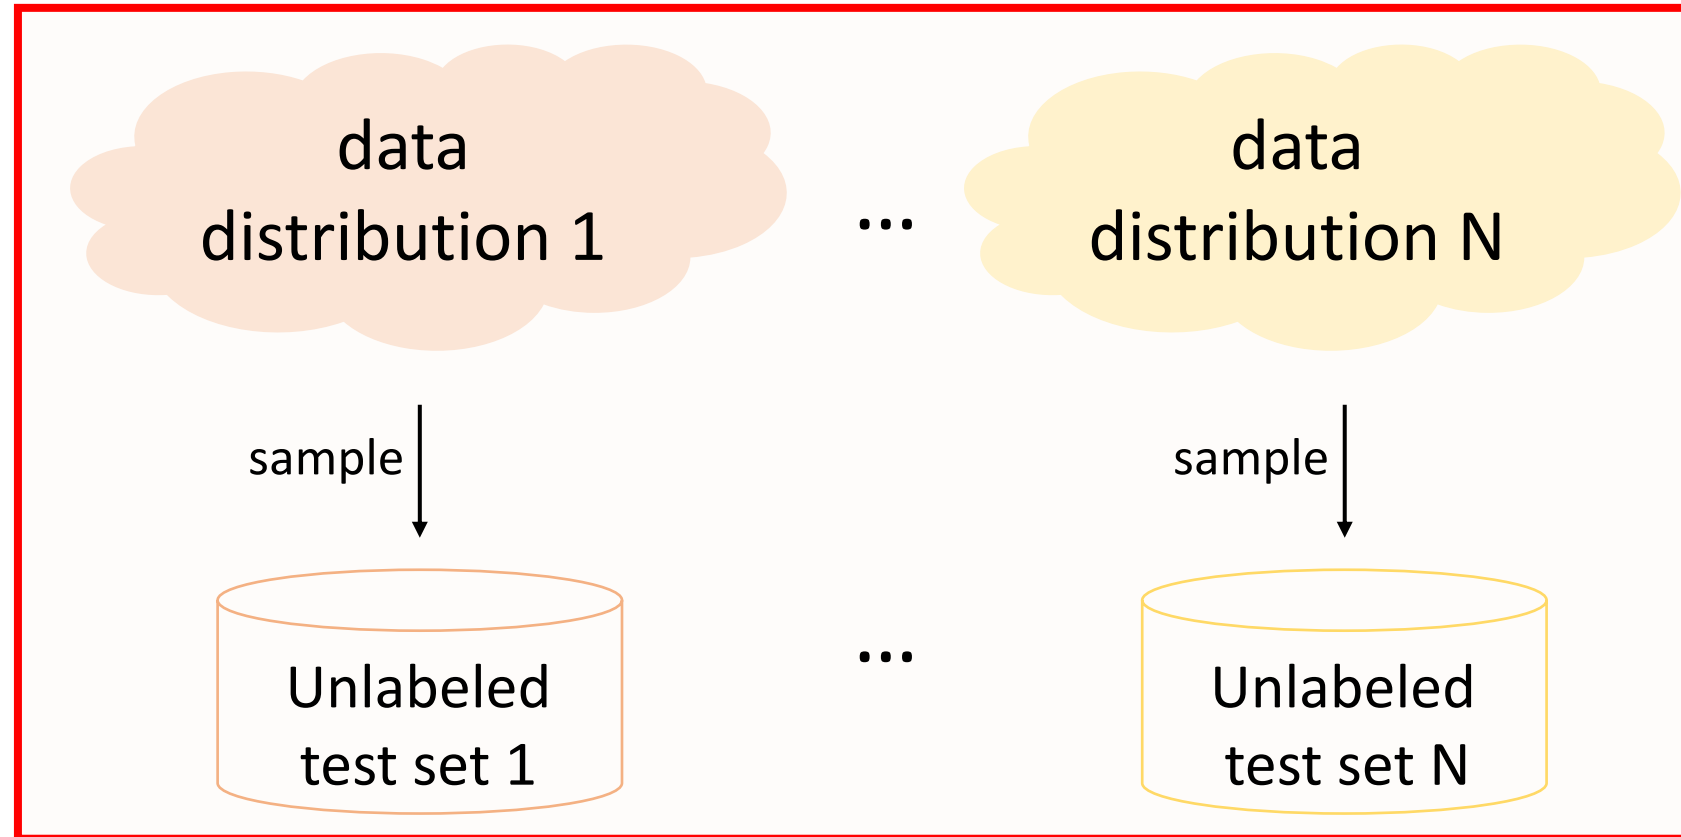 data
distribution 1
...
data
distribution N
sample
sample
Unlabeled
test set 1
...
Unlabeled
test set N